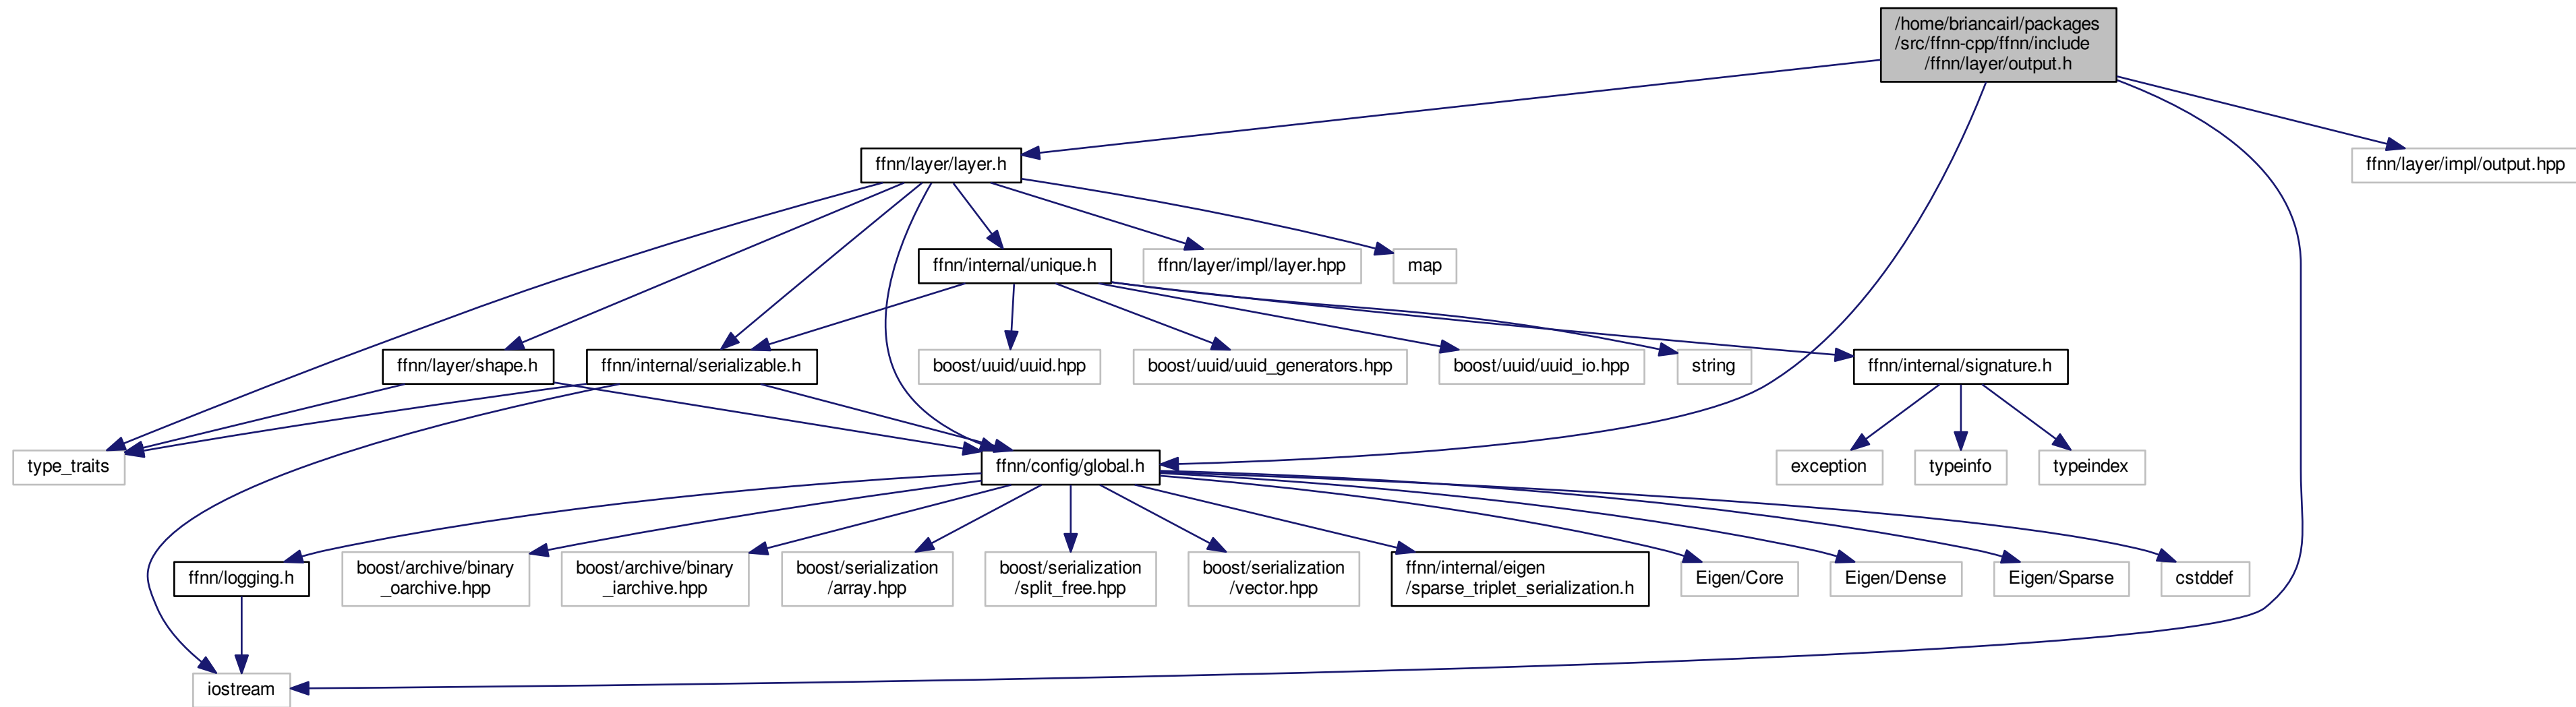 /home/briancairl/packages
/src/ffnn-cpp/ffnn/include
/ffnn/layer/output.h
ffnn/layer/layer.h
ffnn/layer/impl/output.hpp
ffnn/internal/unique.h
ffnn/layer/impl/layer.hpp
map
ffnn/layer/shape.h
ffnn/internal/serializable.h
boost/uuid/uuid.hpp
boost/uuid/uuid_generators.hpp
boost/uuid/uuid_io.hpp
string
ffnn/internal/signature.h
type_traits
ffnn/config/global.h
exception
typeinfo
typeindex
ffnn/logging.h
boost/archive/binary
_oarchive.hpp
boost/archive/binary
_iarchive.hpp
boost/serialization
/array.hpp
boost/serialization
/split_free.hpp
boost/serialization
/vector.hpp
ffnn/internal/eigen
/sparse_triplet_serialization.h
Eigen/Core
Eigen/Dense
Eigen/Sparse
cstddef
iostream